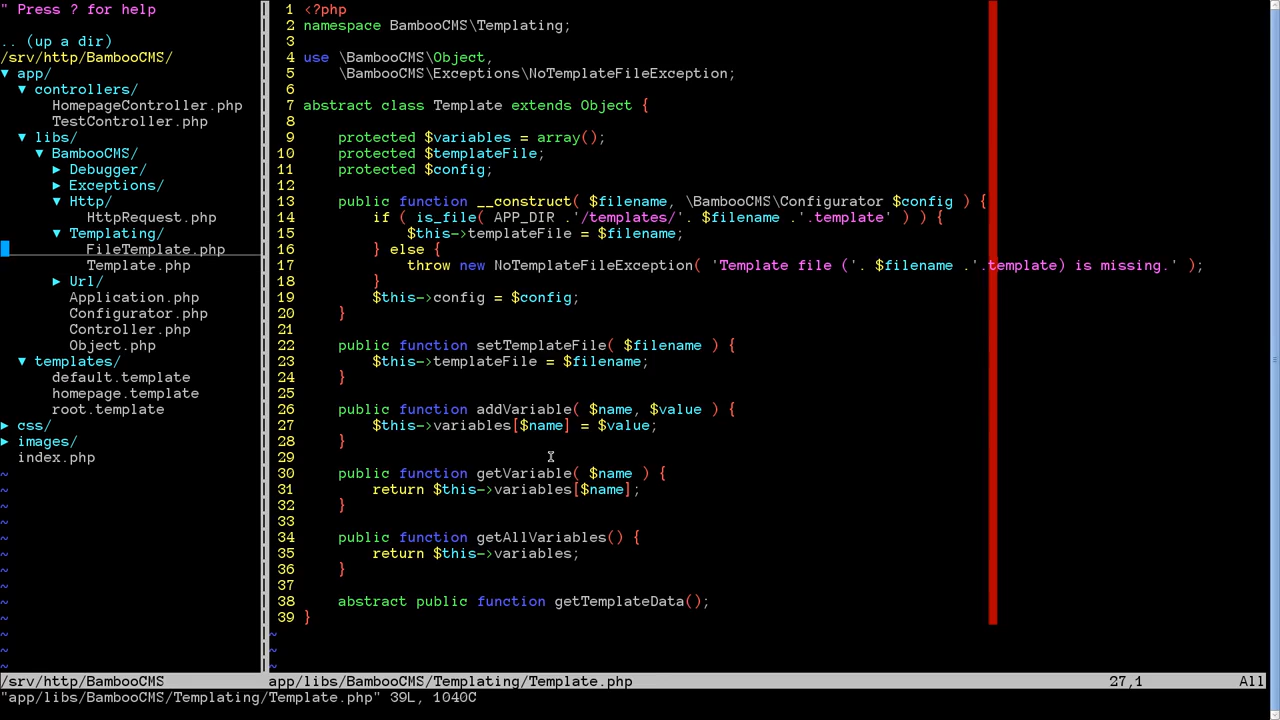 " Press ? for help
.. (up a dir)
/srv/http/BambooCMS/
▼ app/
▼ controllers/
HomepageController.php
TestController.php
▼ libs/
▼ BambooCMS/
► Debugger/
► Exceptions/
▼ Http/
HttpRequest.php
▼ Templating/
FileTemplate.php
Template.php
► Url/
Application.php
Configurator.php
Controller.php
Object.php
▼ templates/
default.template
homepage.template
root.template
► css/
► images/
index.php
~
~
~
~
~
~
~
~
~
~
~
~
~
1 <?php
2 namespace BambooCMS\Templating;
3
4 use \BambooCMS\Object,
5     \BambooCMS\Exceptions\NoTemplateFileException;
6
7 abstract class Template extends Object {
8
9     protected $variables = array();
10     protected $templateFile;
11     protected $config;
12
13     public function __construct( $filename, \BambooCMS\Configurator $config ) {
14         if ( is_file( APP_DIR .'/templates/'. $filename .'.template' ) ) {
15             $this->templateFile = $filename;
16         } else {
17             throw new NoTemplateFileException( 'Template file ('. $filename .'.template) is missing.' );
18         }
19         $this->config = $config;
20     }
21
22     public function setTemplateFile( $filename ) {
23         $this->templateFile = $filename;
24     }
25
26     public function addVariable( $name, $value ) {
27         $this->variables[$name] = $value;
28     }
29
30     public function getVariable( $name ) {
31         return $this->variables[$name];
32     }
33
34     public function getAllVariables() {
35         return $this->variables;
36     }
37
38     abstract public function getTemplateData();
39 }
~
~
~
/srv/http/BambooCMS
app/libs/BambooCMS/Templating/Template.php 27,1 All
"app/libs/BambooCMS/Templating/Template.php" 39L, 1040C